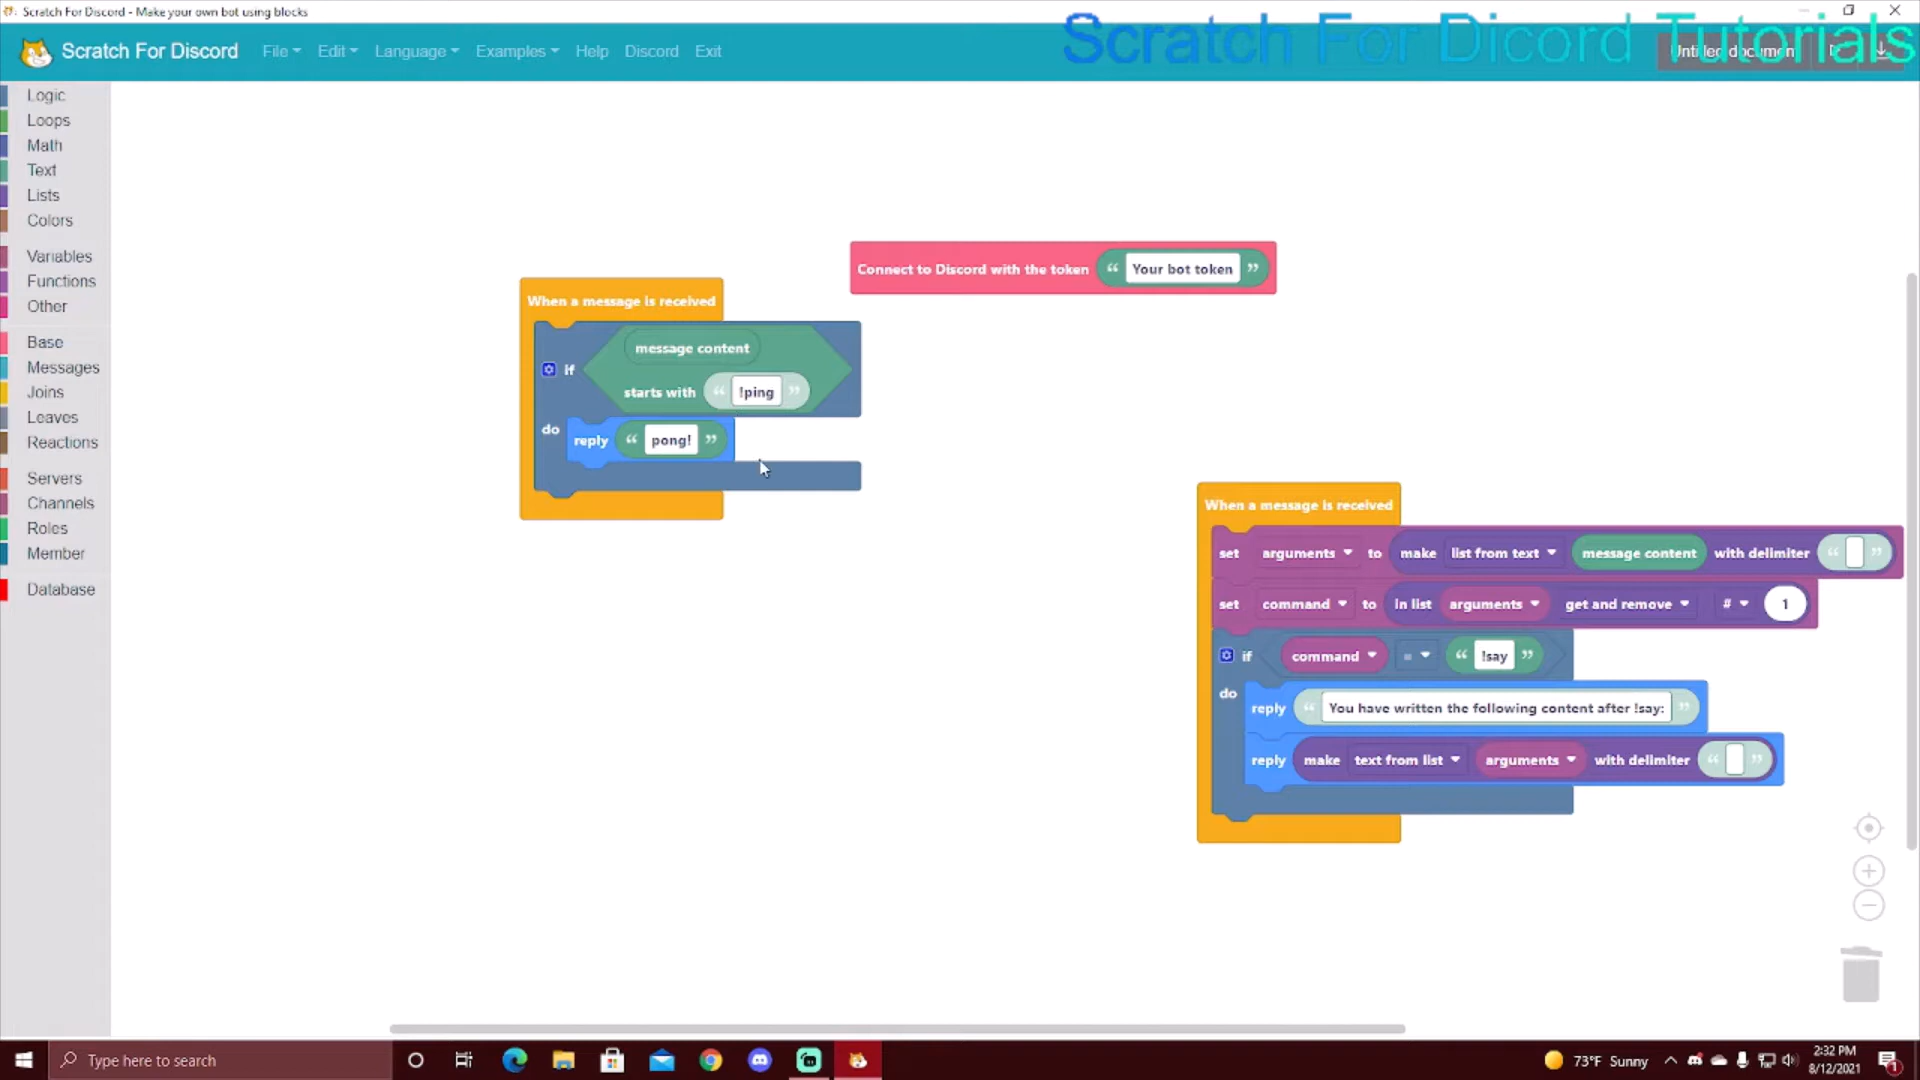 Scratch For Discord - Make your own bot using blocks
Scratch For Dicord Tutorials
Scratch For Discord File Edit Language Examples Help Discord Exit Untitled document
Logic
Loops
Math
Text
Lists
Colors
Variables
Functions
Other
Base
Messages
Joins
Leaves
Reactions
Servers
Channels
Roles
Member
Database
Connect to Discord with the token “ Your bot token ”
When a message is received
if message content
starts with “ !ping ”
do reply “ pong! ”
When a message is received
set arguments to make list from text message content with delimiter “ ”
set command to in list arguments get and remove # 1
if command = “ !say ”
do
reply “ You have written the following content after !say: ”
reply make text from list arguments with delimiter “ ”
Type here to search
73°F Sunny
2:32 PM
8/12/2021
1